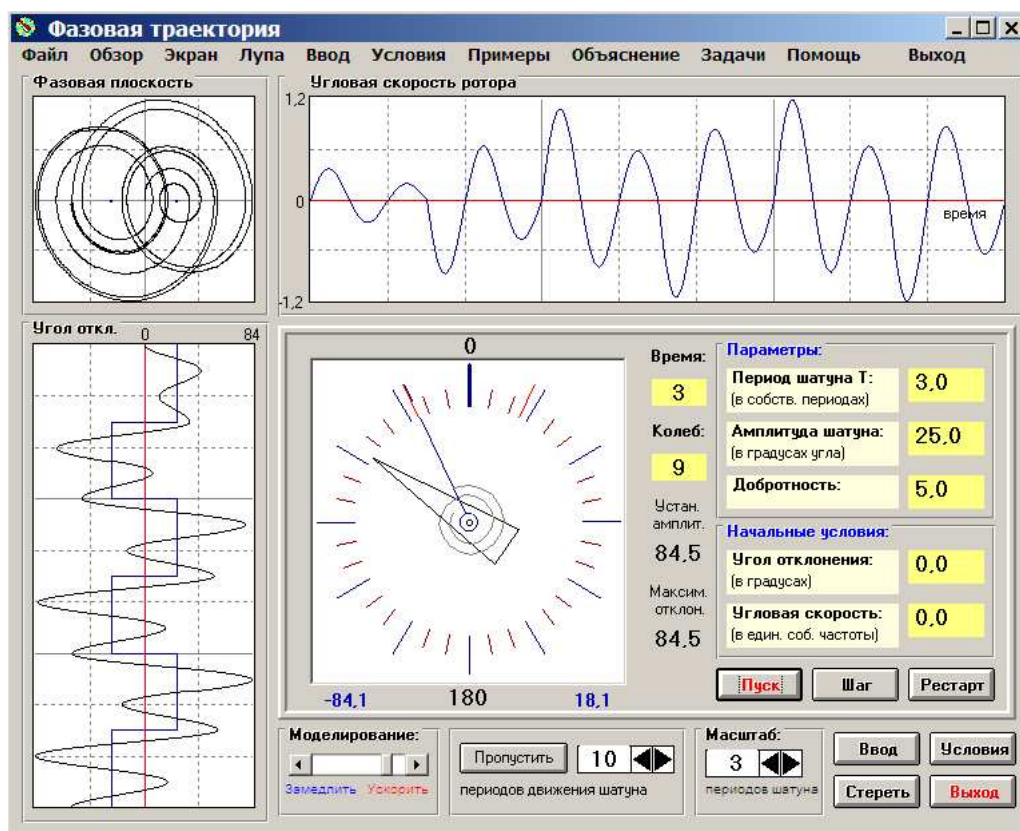 Фазовая траектория
Файл Обзор Экран Лупа Ввод Условия Примеры Объяснение Задачи Помощь Выход
Фазовая плоскость
Угловая скорость ротора
1,2
0
время
-1,2
Угол откл. 0 84
0
180
-84,1
18,1
Время:
3
Колеб:
9
Устан.
амплит.
84,5
Максим.
отклон.
84,5
Параметры:
Период шатуна Т: 3,0
(в собств. периодах)
Амплитуда шатуна: 25,0
(в градусах угла)
Добротность: 5,0
Начальные условия:
Угол отклонения: 0,0
(в градусах)
Угловая скорость: 0,0
(в един. соб. частоты)
Пуск Шаг Рестарт
Моделирование:
Замедлить Ускорить
Пропустить 10
периодов движения шатуна
Масштаб:
3
периодов шатуна
Ввод Условия
Стереть Выход